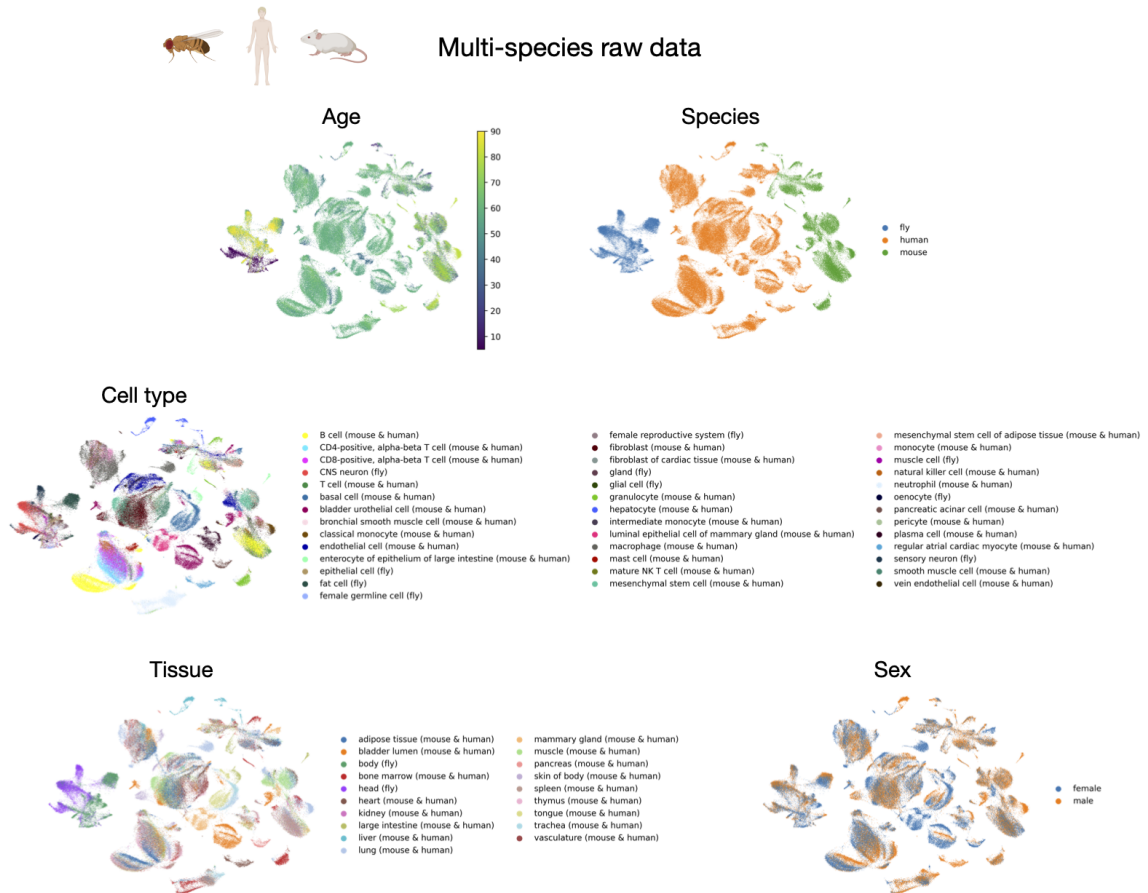 Multi-species raw data
Age
Species
90
80
70
60
50
40
30
20
10
fly
human
mouse
Cell type
B cell (mouse & human)
CD4-positive, alpha-beta T cell (mouse & human)
CD8-positive, alpha-beta T cell (mouse & human)
CNS neuron (fly)
T cell (mouse & human)
basal cell (mouse & human)
bladder urothelial cell (mouse & human)
bronchial smooth muscle cell (mouse & human)
classical monocyte (mouse & human)
endothelial cell (mouse & human)
enterocyte of epithelium of large intestine (mouse & human)
epithelial cell (fly)
fat cell (fly)
female germline cell (fly)
female reproductive system (fly)
fibroblast (mouse & human)
fibroblast of cardiac tissue (mouse & human)
gland (fly)
glial cell (fly)
granulocyte (mouse & human)
hepatocyte (mouse & human)
intermediate monocyte (mouse & human)
luminal epithelial cell of mammary gland (mouse & human)
macrophage (mouse & human)
mast cell (mouse & human)
mature NK T cell (mouse & human)
mesenchymal stem cell (mouse & human)
mesenchymal stem cell of adipose tissue (mouse & human)
monocyte (mouse & human)
muscle cell (fly)
natural killer cell (mouse & human)
neutrophil (mouse & human)
oenocyte (fly)
pancreatic acinar cell (mouse & human)
pericyte (mouse & human)
plasma cell (mouse & human)
regular atrial cardiac myocyte (mouse & human)
sensory neuron (fly)
smooth muscle cell (mouse & human)
vein endothelial cell (mouse & human)
Tissue
adipose tissue (mouse & human)
bladder lumen (mouse & human)
body (fly)
bone marrow (mouse & human)
head (fly)
heart (mouse & human)
kidney (mouse & human)
large intestine (mouse & human)
liver (mouse & human)
lung (mouse & human)
mammary gland (mouse & human)
muscle (mouse & human)
pancreas (mouse & human)
skin of body (mouse & human)
spleen (mouse & human)
thymus (mouse & human)
tongue (mouse & human)
trachea (mouse & human)
vasculature (mouse & human)
Sex
female
male